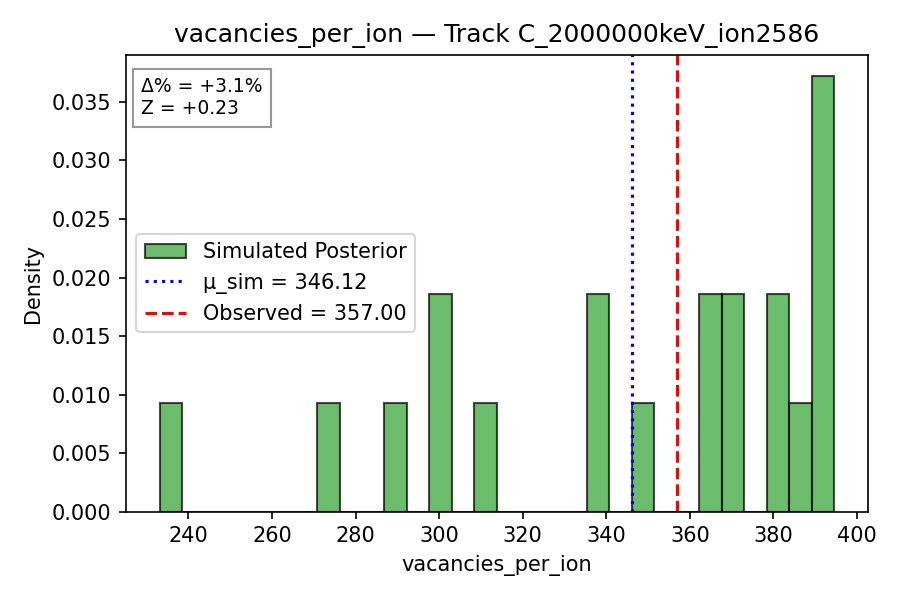 vacancies_per_ion — Track C_2000000keV_ion2586
Δ% = +3.1%
Z = +0.23
Simulated Posterior
μ_sim = 346.12
Observed = 357.00
Density
0.035
0.030
0.025
0.020
0.015
0.010
0.005
0.000
240 260 280 300 320 340 360 380 400
vacancies_per_ion